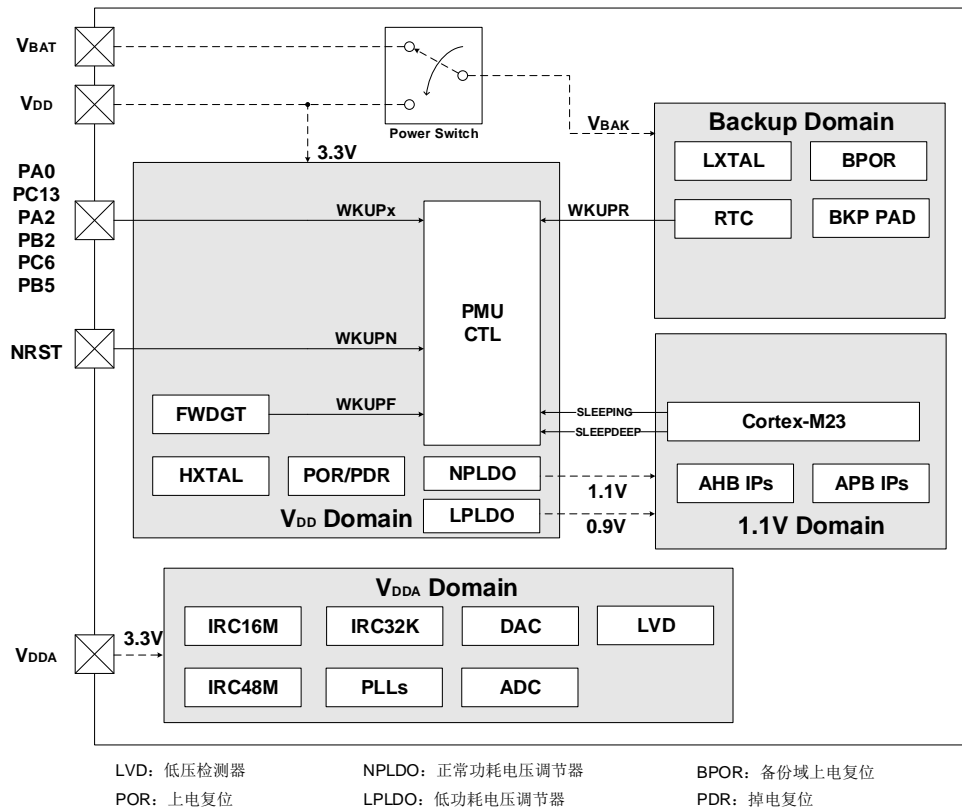 VBAT
VDD
Power Switch
3.3V
VBAK
Backup Domain
LXTAL
BPOR
RTC
BKP PAD
PA0
PC13
PA2
PB2
PC6
PB5
WKUPx
WKUPR
PMU
CTL
NRST
WKUPN
FWDGT
WKUPF
SLEEPING
SLEEPDEEP
Cortex-M23
HXTAL
POR/PDR
NPLDO
1.1V
AHB IPs
APB IPs
VDD Domain
LPLDO
0.9V
1.1V Domain
VDDA Domain
VDDA
3.3V
IRC16M
IRC32K
DAC
LVD
IRC48M
PLLs
ADC
LVD：低压检测器
NPLDO：正常功耗电压调节器
BPOR：备份域上电复位
POR：上电复位
LPLDO：低功耗电压调节器
PDR：掉电复位